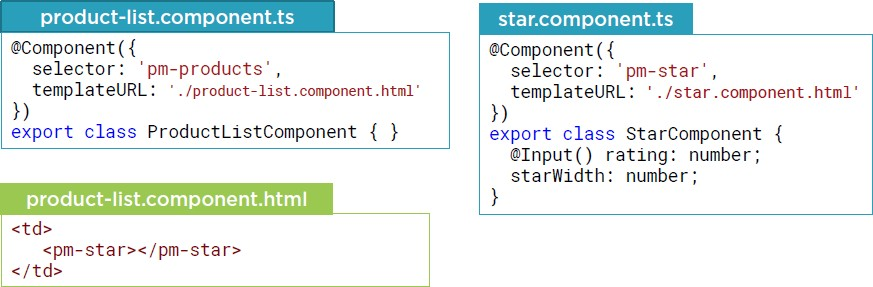 product-list.component.ts
@Component({
  selector: 'pm-products',
  templateURL: './product-list.component.html'
})
export class ProductListComponent { }
product-list.component.html
<td>
   <pm-star></pm-star>
</td>
star.component.ts
@Component({
  selector: 'pm-star',
  templateURL: './star.component.html'
})
export class StarComponent {
  @Input() rating: number;
  starWidth: number;
}